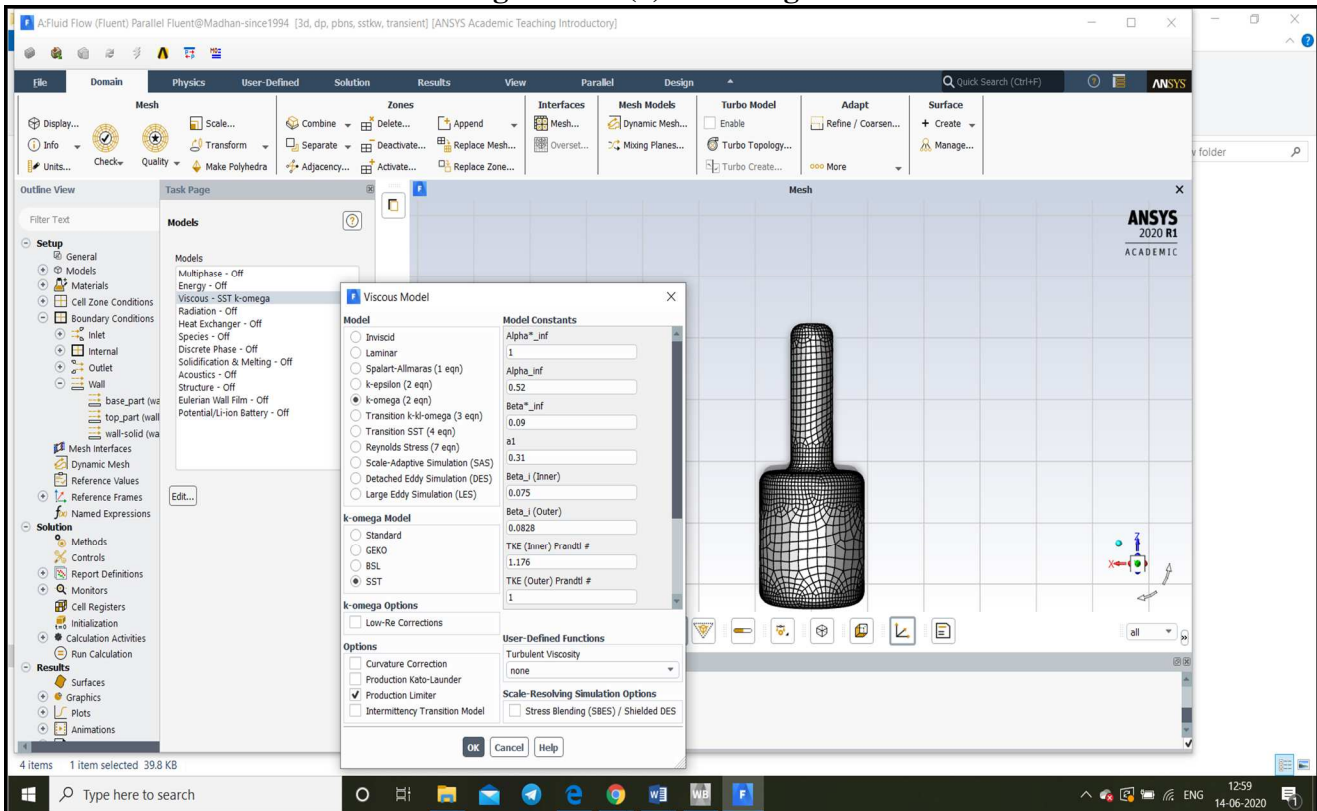 A:Fluid Flow (Fluent) Parallel Fluent@Madhan-since1994 [3d, dp, pbns, sstkw, transient] [ANSYS Academic Teaching Introductory]
File Domain Physics User-Defined Solution Results View Parallel Design Quick Search (Ctrl+F) ANSYS
Mesh Zones Interfaces Mesh Models Turbo Model Adapt Surface
Display... Scale... Combine Delete... Append Mesh... Dynamic Mesh... Enable Refine / Coarsen... Create
Info Transform Separate Deactivate... Replace Mesh... Overset... Mixing Planes... Turbo Topology... Manage...
Units... Check Quality Make Polyhedra Adjacency... Activate... Replace Zone... Turbo Create... More
v folder
Outline View
Filter Text
Setup
General
Models
Materials
Cell Zone Conditions
Boundary Conditions
Inlet
Internal
Outlet
Wall
base_part (wa
top_part (wall
wall-solid (wa
Mesh Interfaces
Dynamic Mesh
Reference Values
Reference Frames
Named Expressions
Solution
Methods
Controls
Report Definitions
Monitors
Cell Registers
Initialization
Calculation Activities
Run Calculation
Results
Surfaces
Graphics
Plots
Animations
Task Page
Models
Models
Multiphase - Off
Energy - Off
Viscous - SST k-omega
Radiation - Off
Heat Exchanger - Off
Species - Off
Discrete Phase - Off
Solidification & Melting - Off
Acoustics - Off
Structure - Off
Eulerian Wall Film - Off
Potential/Li-ion Battery - Off
Edit...
Viscous Model
Model
Inviscid
Laminar
Spalart-Allmaras (1 eqn)
k-epsilon (2 eqn)
k-omega (2 eqn)
Transition k-kl-omega (3 eqn)
Transition SST (4 eqn)
Reynolds Stress (7 eqn)
Scale-Adaptive Simulation (SAS)
Detached Eddy Simulation (DES)
Large Eddy Simulation (LES)
k-omega Model
Standard
GEKO
BSL
SST
k-omega Options
Low-Re Corrections
Options
Curvature Correction
Production Kato-Launder
Production Limiter
Intermittency Transition Model
Model Constants
Alpha*_inf
1
Alpha_inf
0.52
Beta*_inf
0.09
a1
0.31
Beta_i (Inner)
0.075
Beta_i (Outer)
0.0828
TKE (Inner) Prandtl #
1.176
TKE (Outer) Prandtl #
1
User-Defined Functions
Turbulent Viscosity
none
Scale-Resolving Simulation Options
Stress Blending (SBES) / Shielded DES
OK Cancel Help
Mesh
ANSYS
2020 R1
ACADEMIC
Z
X
all
4 items 1 item selected 39.8 KB
Type here to search
ENG
12:59
14-06-2020